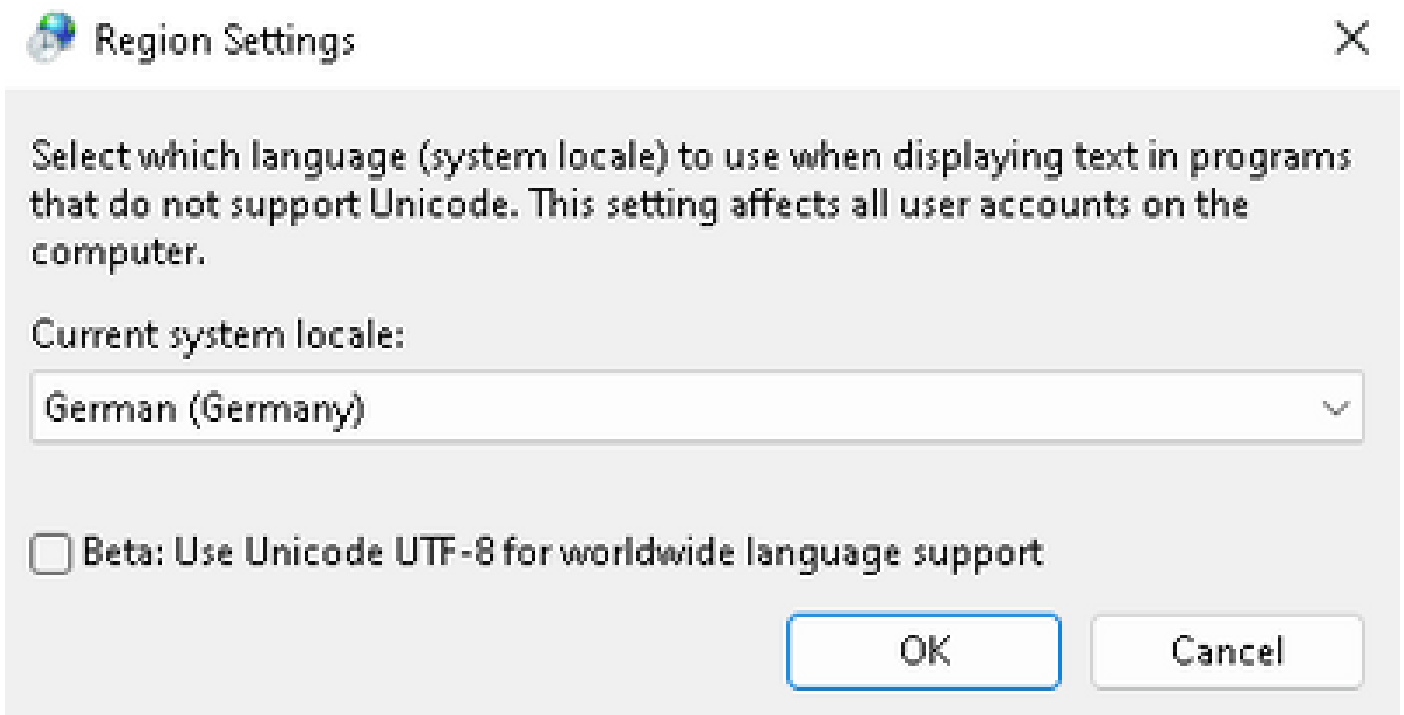 Region Settings
Select which language (system locale) to use when displaying text in programs
that do not support Unicode. This setting affects all user accounts on the
computer.
Current system locale:
German (Germany)
Beta: Use Unicode UTF-8 for worldwide language support
OK
Cancel